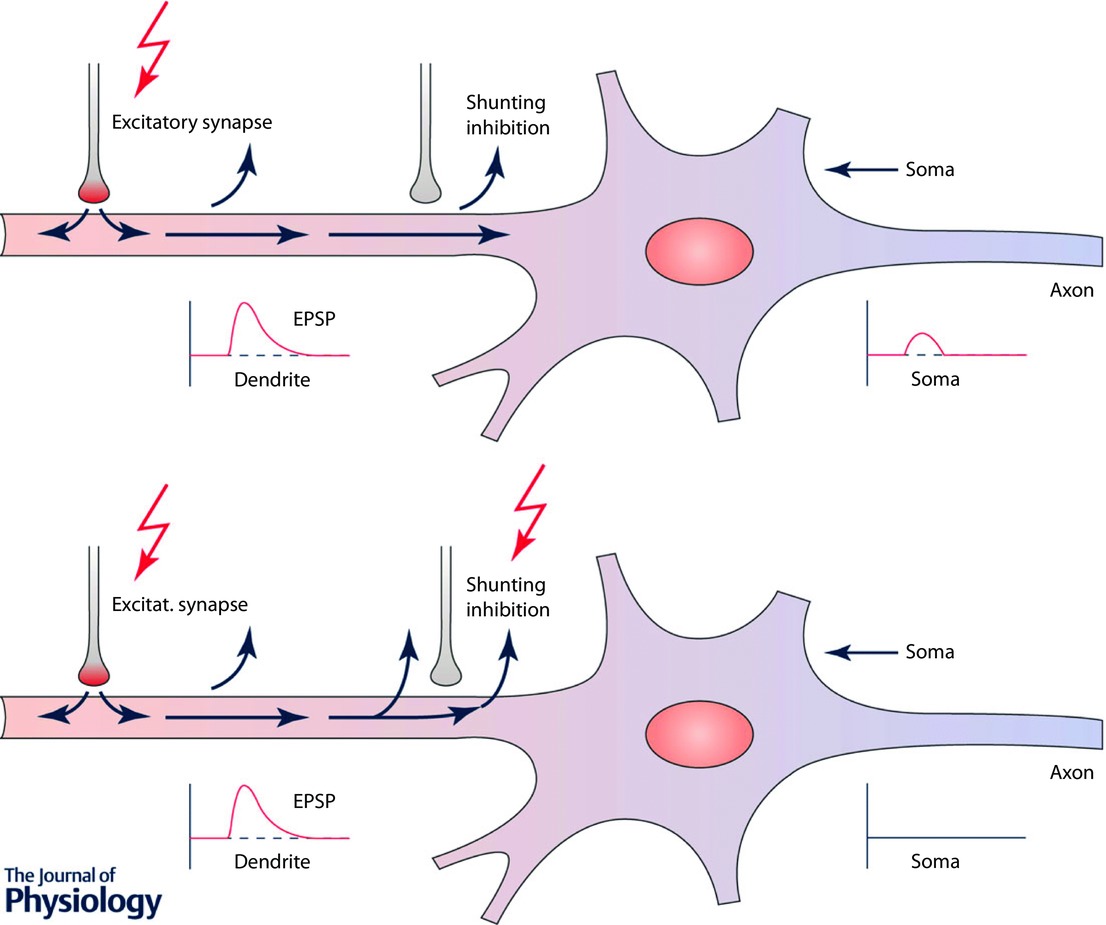 Excitatory synapse
Shunting
inhibition
Soma
Axon
EPSP
Dendrite
Soma
Excitat. synapse
Shunting
inhibition
Soma
Axon
EPSP
Dendrite
Soma
The Journal of
Physiology